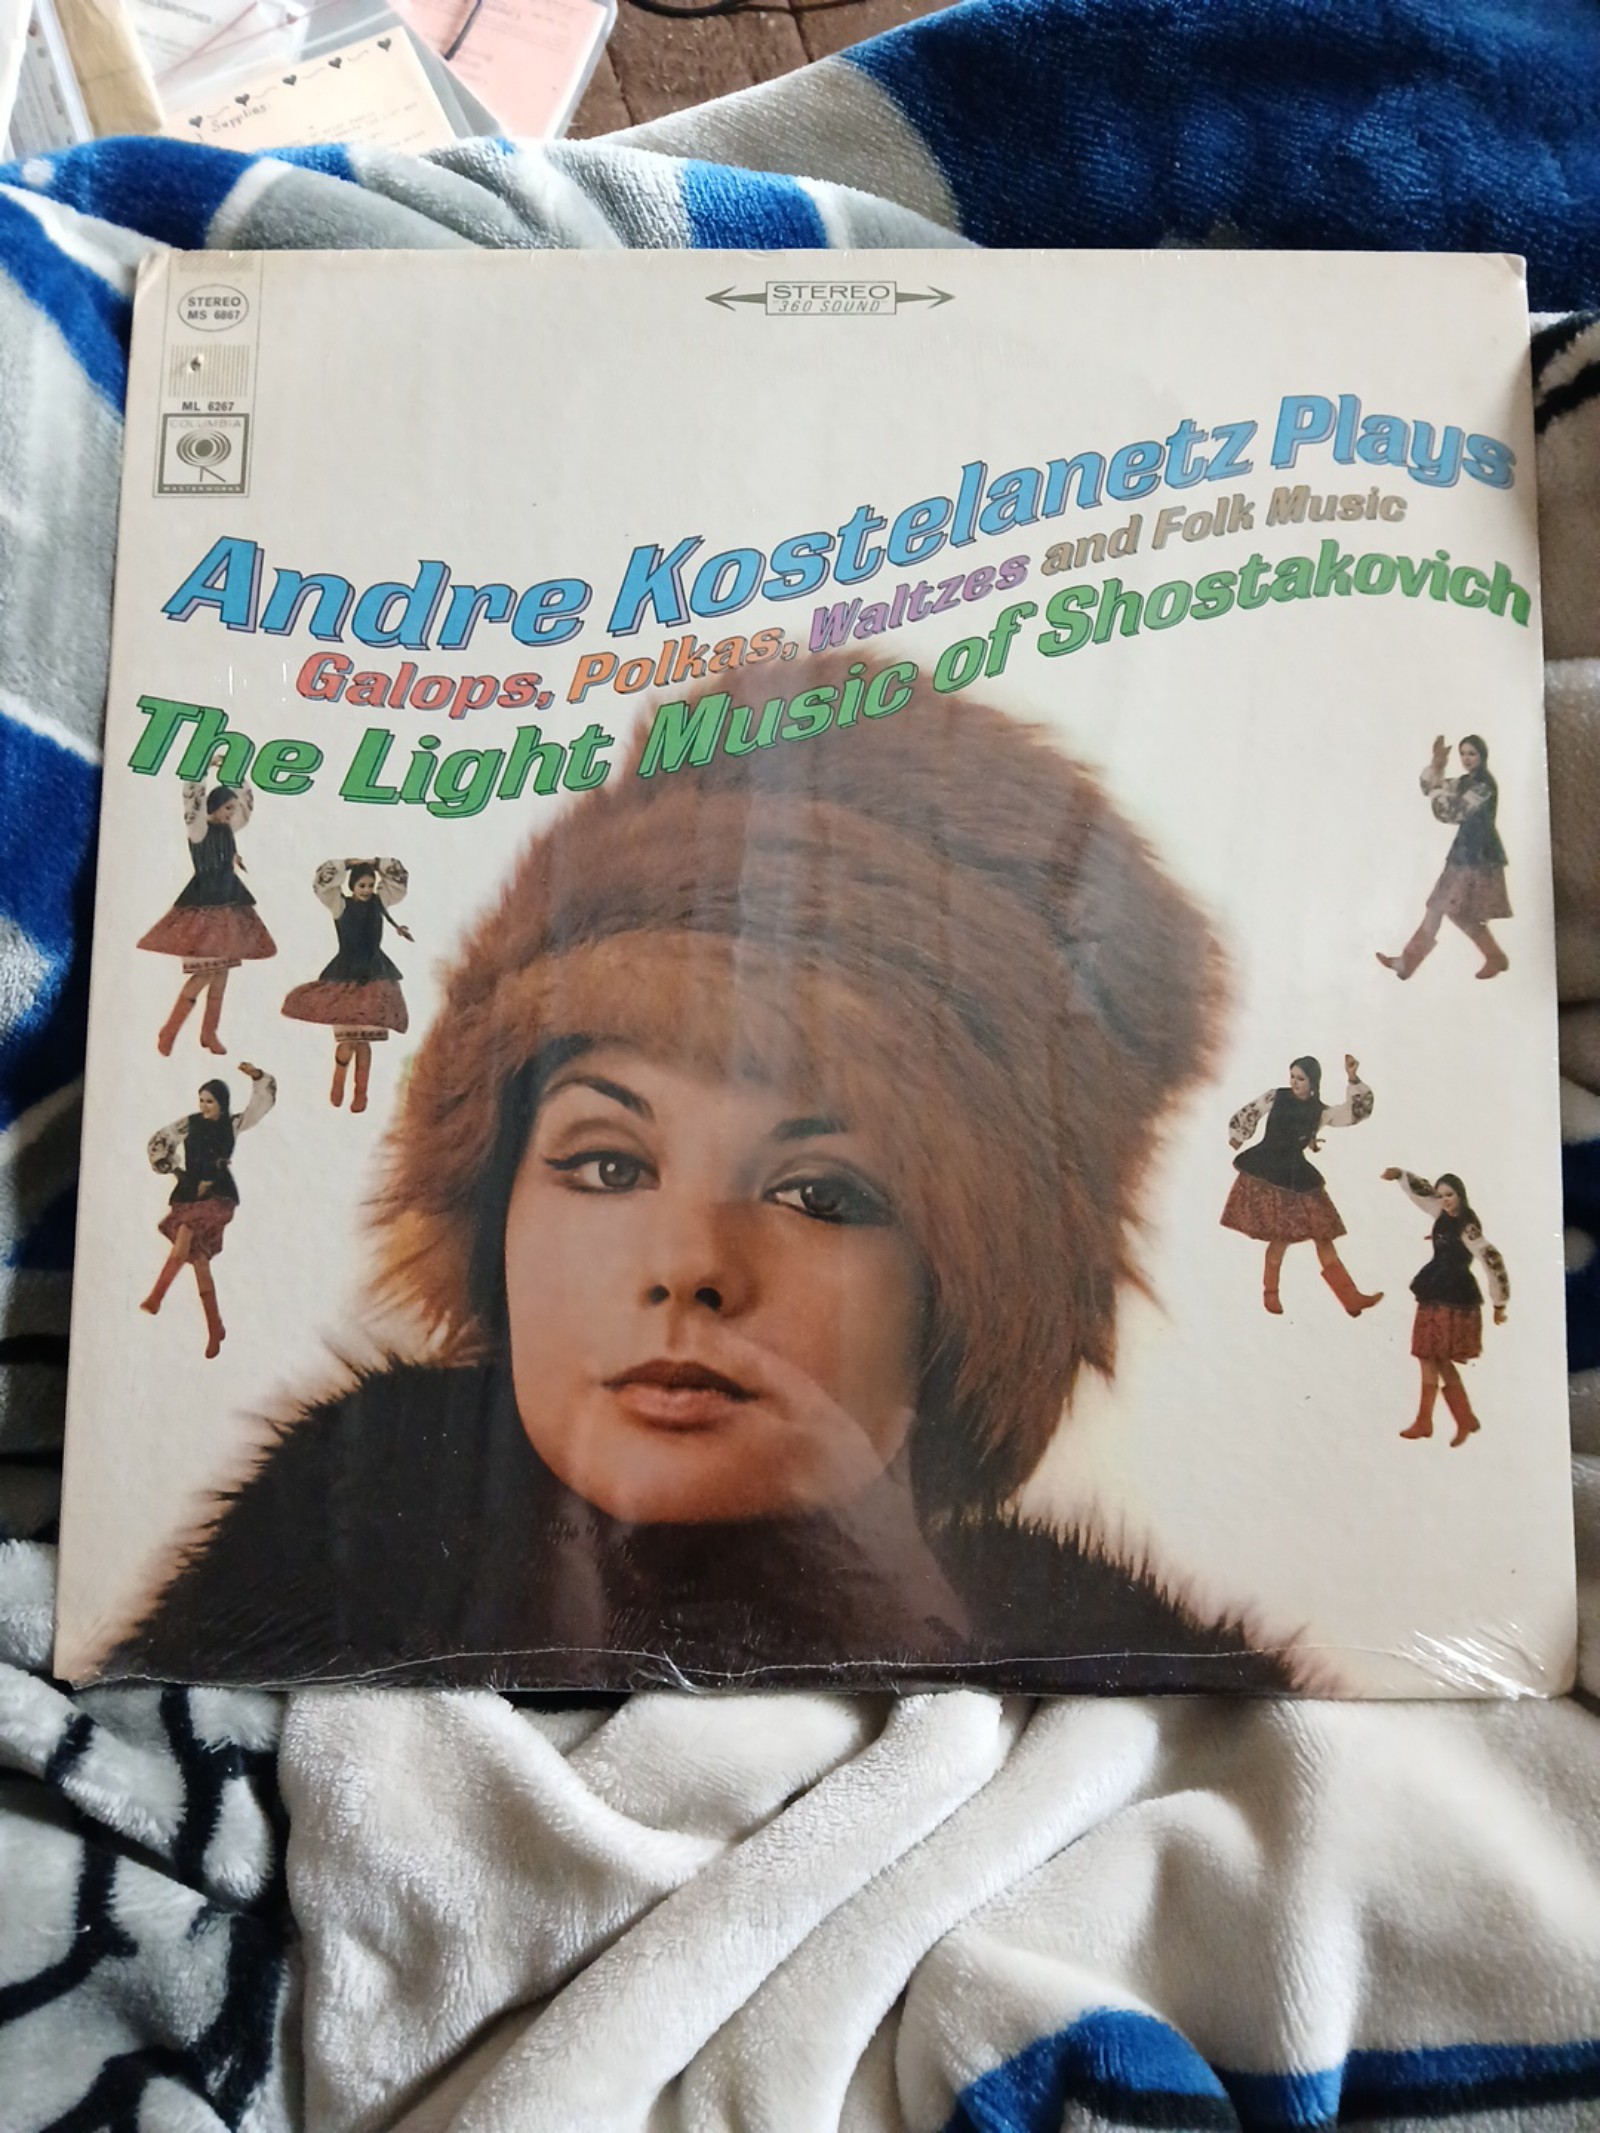 Supplies:
STEREO
MS 6867
STEREO
"360 SOUND"
ML 6267
COLUMBIA
MASTERWORKS
Andre Kostelanetz Plays
Galops, Polkas, Waltzes and Folk Music
The Light Music of Shostakovich